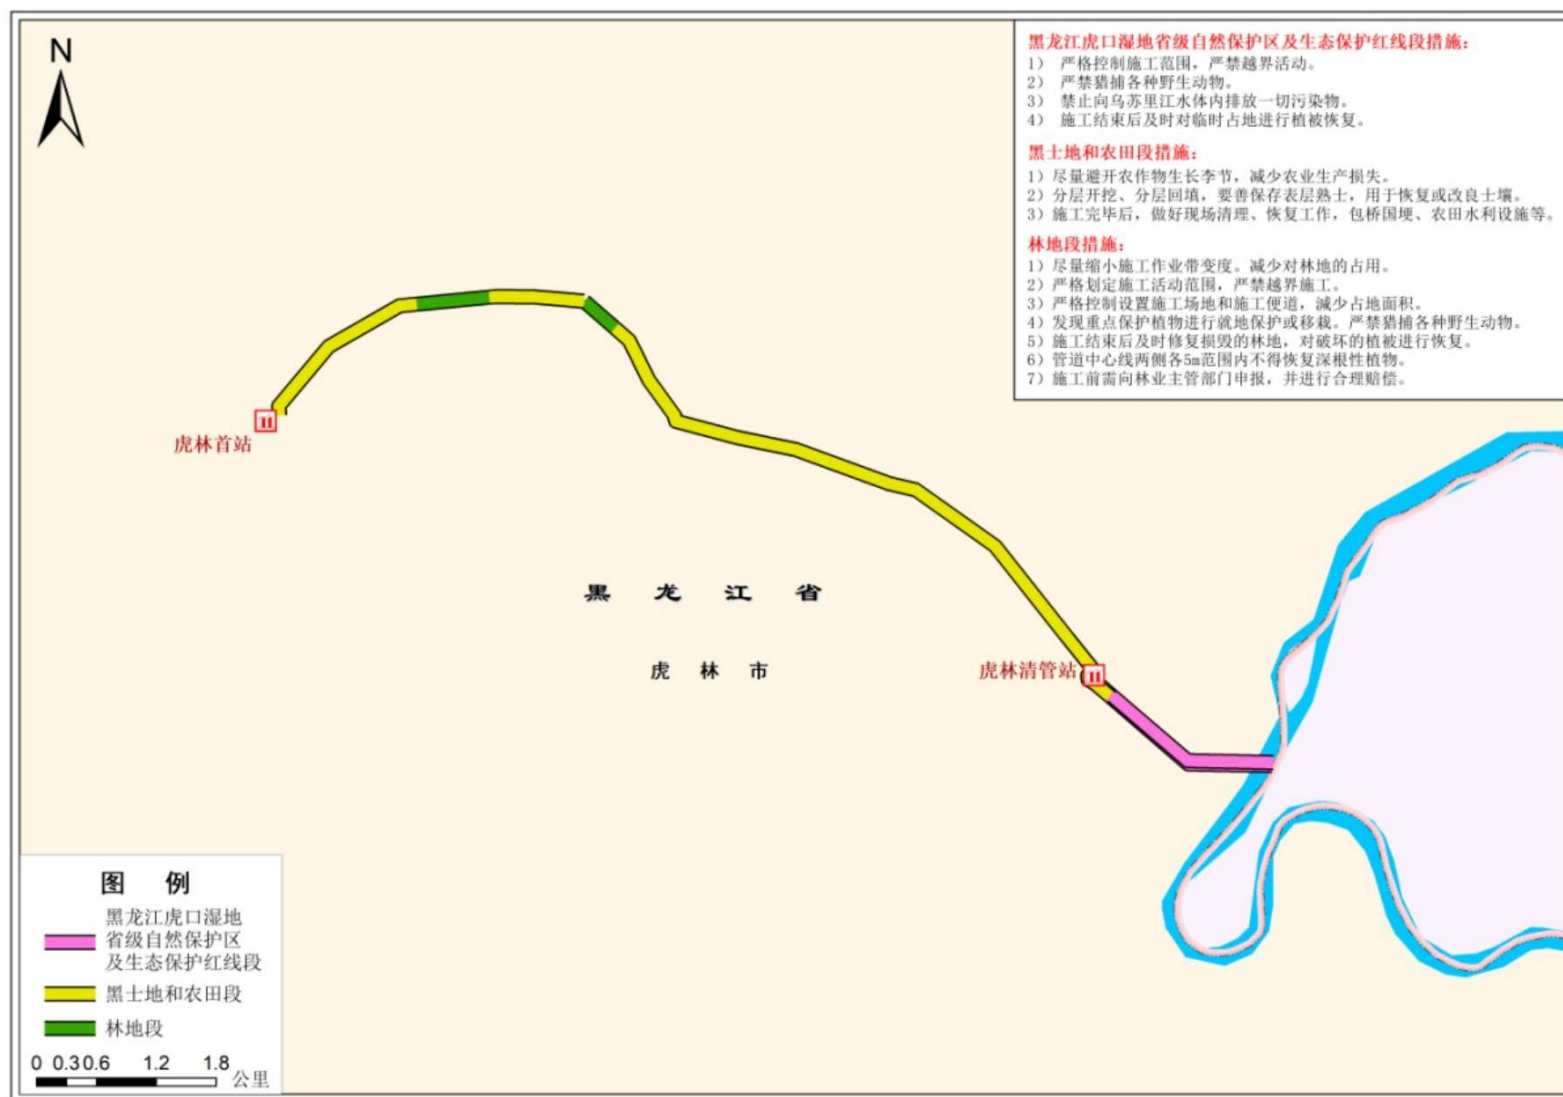 N
黑龙江虎口湿地省级自然保护区及生态保护红线段措施：
1） 严格控制施工范围，严禁越界活动。
2） 严禁猎捕各种野生动物。
3） 禁止向乌苏里江水体内排放一切污染物。
4） 施工结束后及时对临时占地进行植被恢复。
黑士地和农田段措施：
1）尽量避开农作物生长李节，减少农业生产损失。
2）分层开挖、分层回填，要善保存表层熟士，用于恢复或改良士壤。
3）施工完毕后，做好现场清理、恢复工作，包桥国埂、农田水利设施等。
林地段措施：
1）尽量缩小施工作业带变度。减少对林地的占用。
2）严格划定施工活动范围，严禁越界施工。
3）严格控制设置施工场地和施工便道，减少占地面积。
4）发现重点保护植物进行就地保护或移栽。严禁猎捕各种野生动物。
5）施工结束后及时修复损毁的林地，对破坏的植被进行恢复。
6）管道中心线两侧各5m范围内不得恢复深根性植物。
7）施工前需向林业主管部门申报，并进行合理赔偿。
虎林首站
黑 龙 江 省
虎 林 市
虎林清管站
图 例
黑龙江虎口湿地
省级自然保护区
及生态保护红线段
黑士地和农田段
林地段
0 0.3 0.6 1.2 1.8
公里